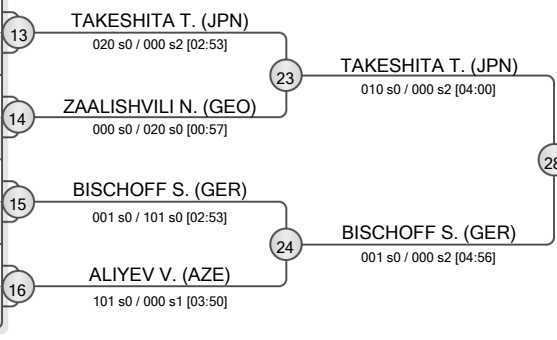 TAKESHITA T. (JPN)
13
020 s0 / 000 s2 [02:53]
23
TAKESHITA T. (JPN)
010 s0 / 000 s2 [04:00]
ZAALISHVILI N. (GEO)
14
000 s0 / 020 s0 [00:57]
28
BISCHOFF S. (GER)
15
001 s0 / 101 s0 [02:53]
24
BISCHOFF S. (GER)
001 s0 / 000 s2 [04:56]
ALIYEV V. (AZE)
16
101 s0 / 000 s1 [03:50]